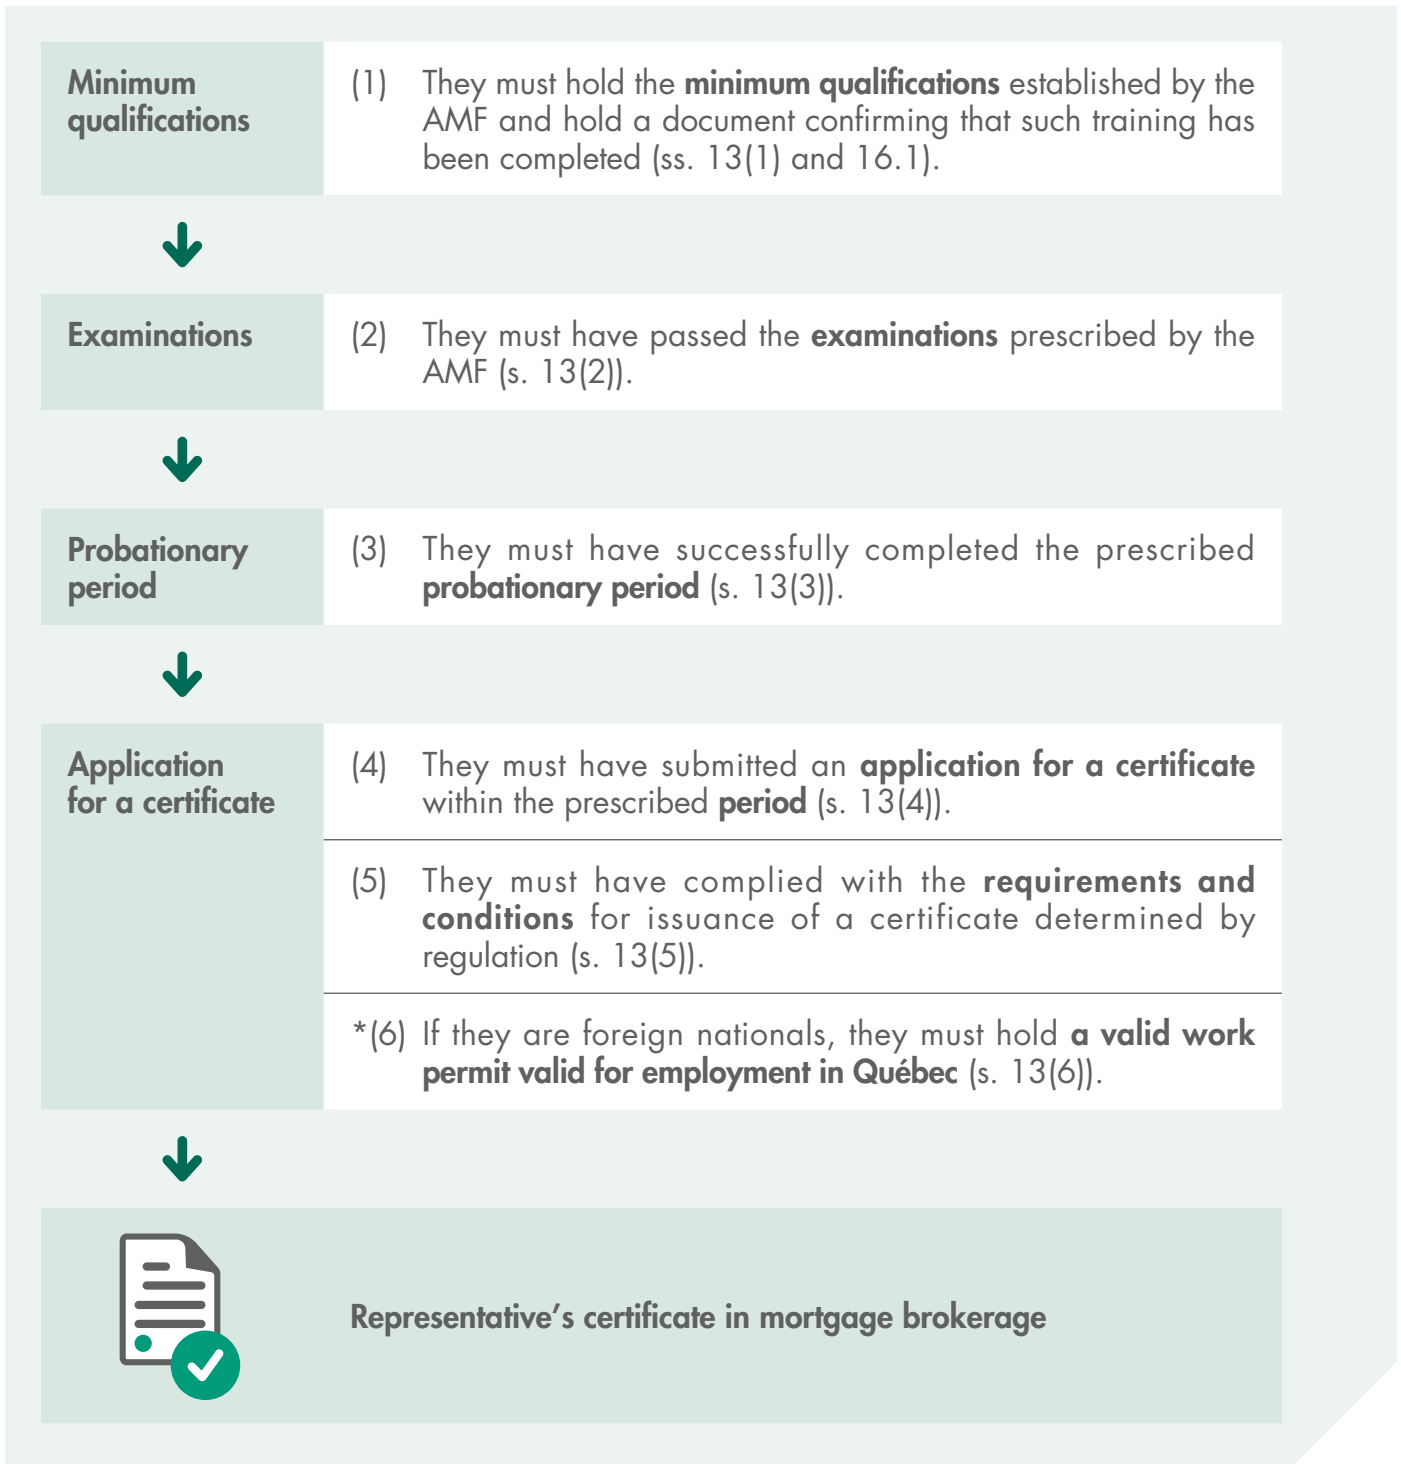 Minimum
qualifications
(1) They must hold the minimum qualifications established by the
AMF and hold a document confirming that such training has
been completed (ss. 13(1) and 16.1).
Examinations
(2) They must have passed the examinations prescribed by the
AMF (s. 13(2)).
Probationary
period
(3) They must have successfully completed the prescribed
probationary period (s. 13(3)).
Application
for a certificate
(4) They must have submitted an application for a certificate
within the prescribed period (s. 13(4)).
(5) They must have complied with the requirements and
conditions for issuance of a certificate determined by
regulation (s. 13(5)).
*(6) If they are foreign nationals, they must hold a valid work
permit valid for employment in Québec (s. 13(6)).
Representative’s certificate in mortgage brokerage